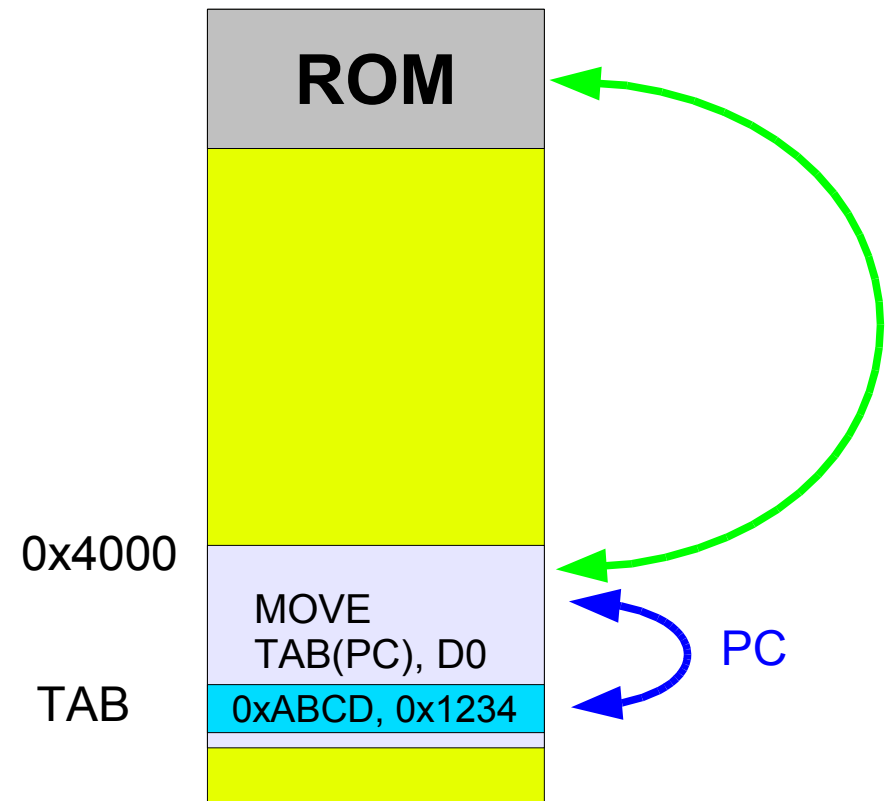 ROM
0x4000
MOVE
TAB(PC), D0
PC
TAB
0xABCD, 0x1234